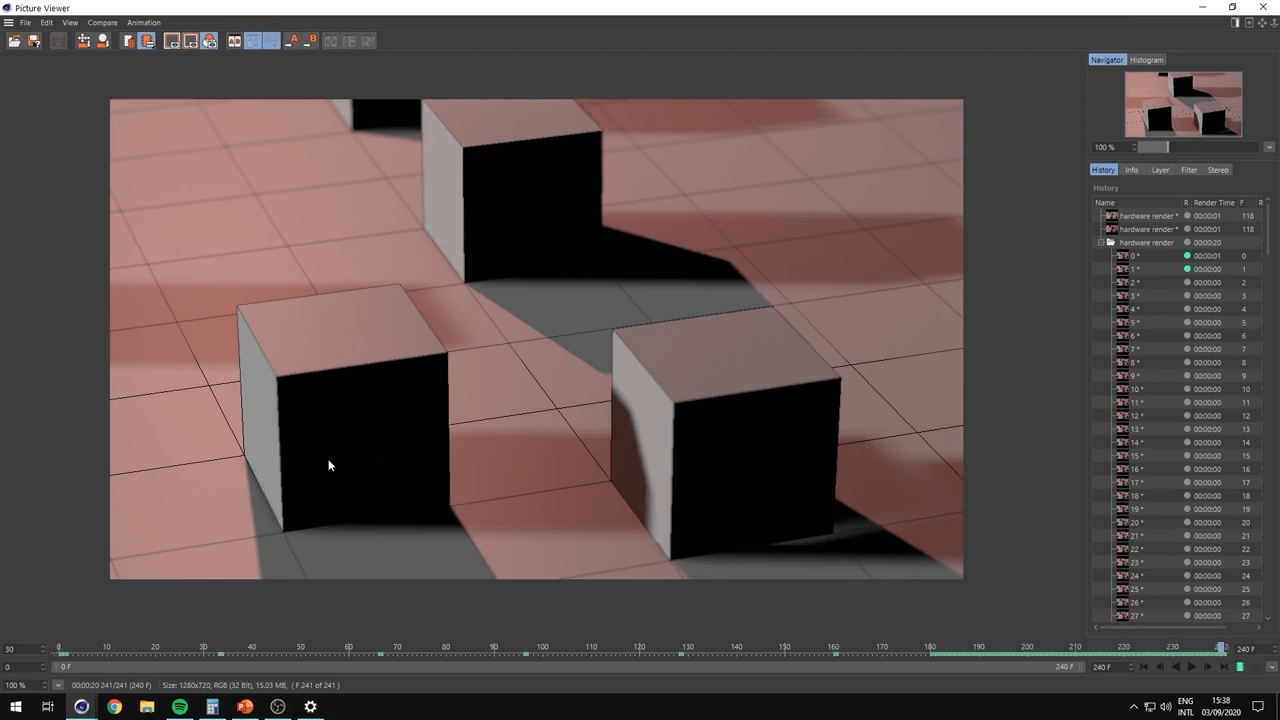 Picture Viewer
File Edit View Compare Animation
A B
Navigator Histogram
100 %
History Info Layer Filter Stereo
History
Name R Render Time F R
hardware render * 00:00:01 118
hardware render * 00:00:01 118
hardware render 00:00:20
0 * 00:00:01 0
1 * 00:00:00 1
2 * 00:00:00 2
3 * 00:00:00 3
4 * 00:00:00 4
5 * 00:00:00 5
6 * 00:00:00 6
7 * 00:00:00 7
8 * 00:00:00 8
9 * 00:00:00 9
10 * 00:00:00 10
11 * 00:00:00 11
12 * 00:00:00 12
13 * 00:00:00 13
14 * 00:00:00 14
15 * 00:00:00 15
16 * 00:00:00 16
17 * 00:00:00 17
18 * 00:00:00 18
19 * 00:00:00 19
20 * 00:00:00 20
21 * 00:00:00 21
22 * 00:00:00 22
23 * 00:00:00 23
24 * 00:00:00 24
25 * 00:00:00 25
26 * 00:00:00 26
27 * 00:00:00 27
30 0 10 20 30 40 50 60 70 80 90 100 110 120 130 140 150 160 170 180 190 200 210 220 230 240 F
0 0 F 240 F 240 F
100 % 00:00:20 241/241 (240 F) Size: 1280x720, RGB (32 Bit), 15.03 MB, ( F 241 of 241 )
ENG 15:38
INTL 03/09/2020